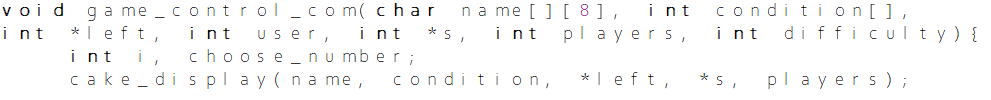 void game_control_com(char name[][8], int condition[],
int *left, int user, int *s, int players, int difficulty){
int i, choose_number;
cake_display(name, condition, *left, *s, players);